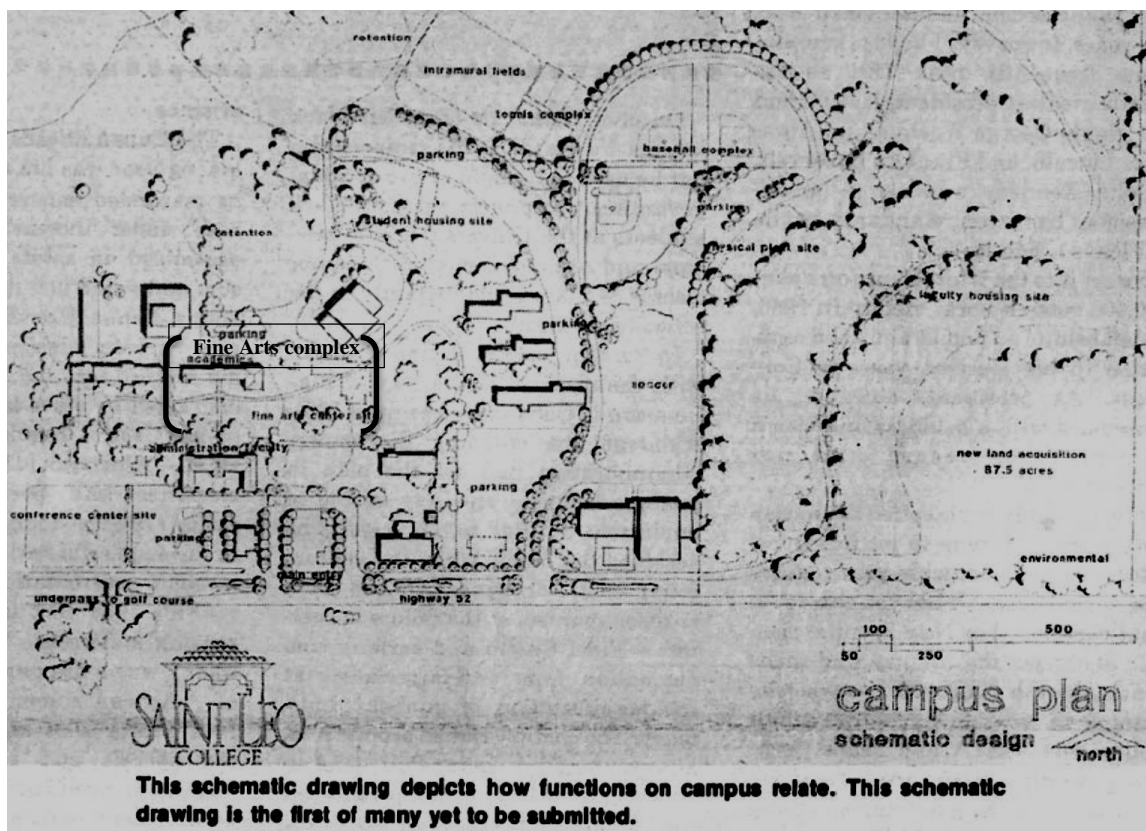 retention
intramural fields
tennis complex
baseball complex
parking
parking
student housing site
retention
physical plant site
faculty housing site
parking
parking
Fine Arts complex
academics
soccer
fine arts center site
administration faculty
new land acquisition
87.5 acres
parking
conference center site
parking
environmental
main entry
underpass to golf course
highway 52
100 500
50 250
campus plan
schematic design
north
SAINT LEO
COLLEGE
This schematic drawing depicts how functions on campus relate. This schematic
drawing is the first of many yet to be submitted.